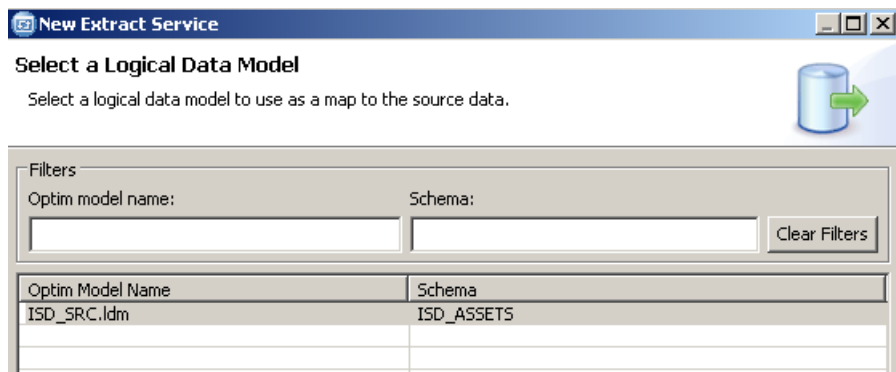 New Extract Service
Select a Logical Data Model
Select a logical data model to use as a map to the source data.
Filters
Optim model name: Schema:
Clear Filters
Optim Model Name Schema
ISD_SRC.ldm ISD_ASSETS